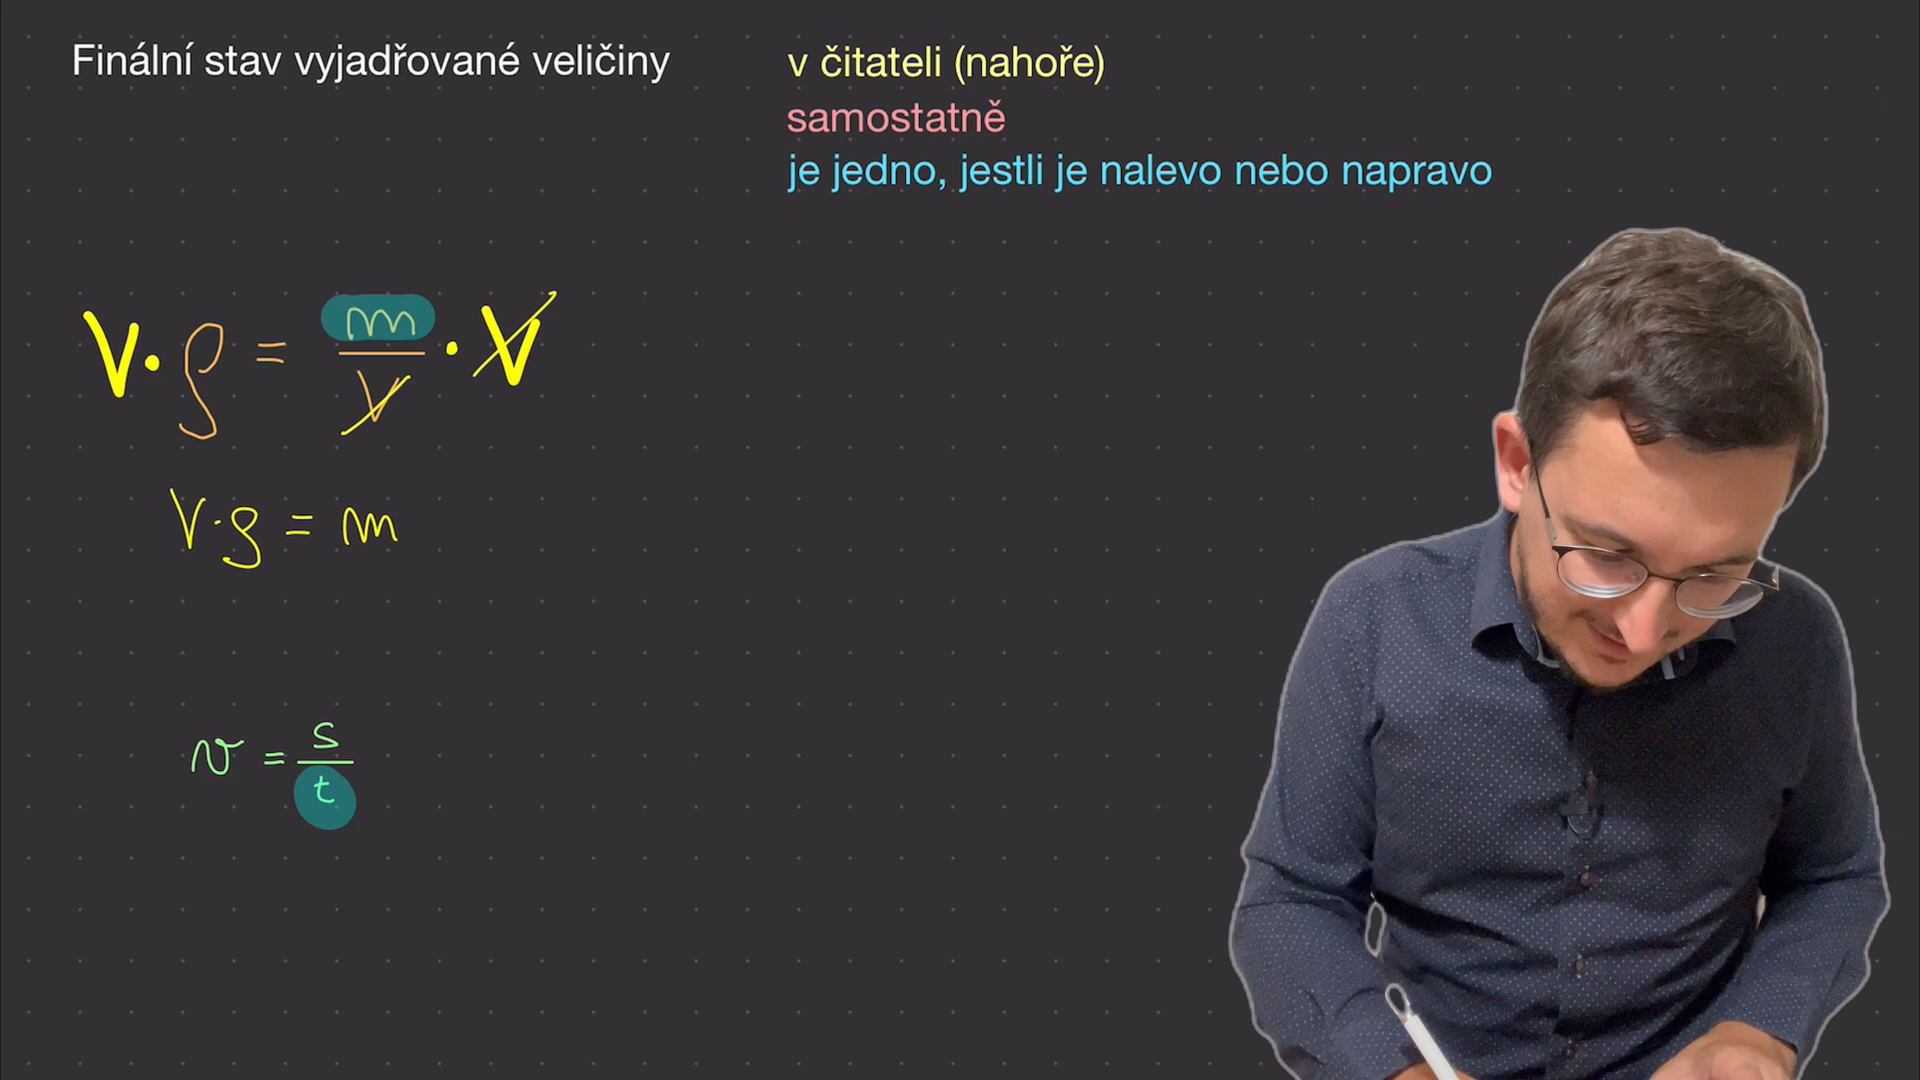 Finální stav vyjadřované veličiny
v čitateli (nahoře)
samostatně
je jedno, jestli je nalevo nebo napravo
V · ρ = m / V · V
V · ρ = m
v = s / t